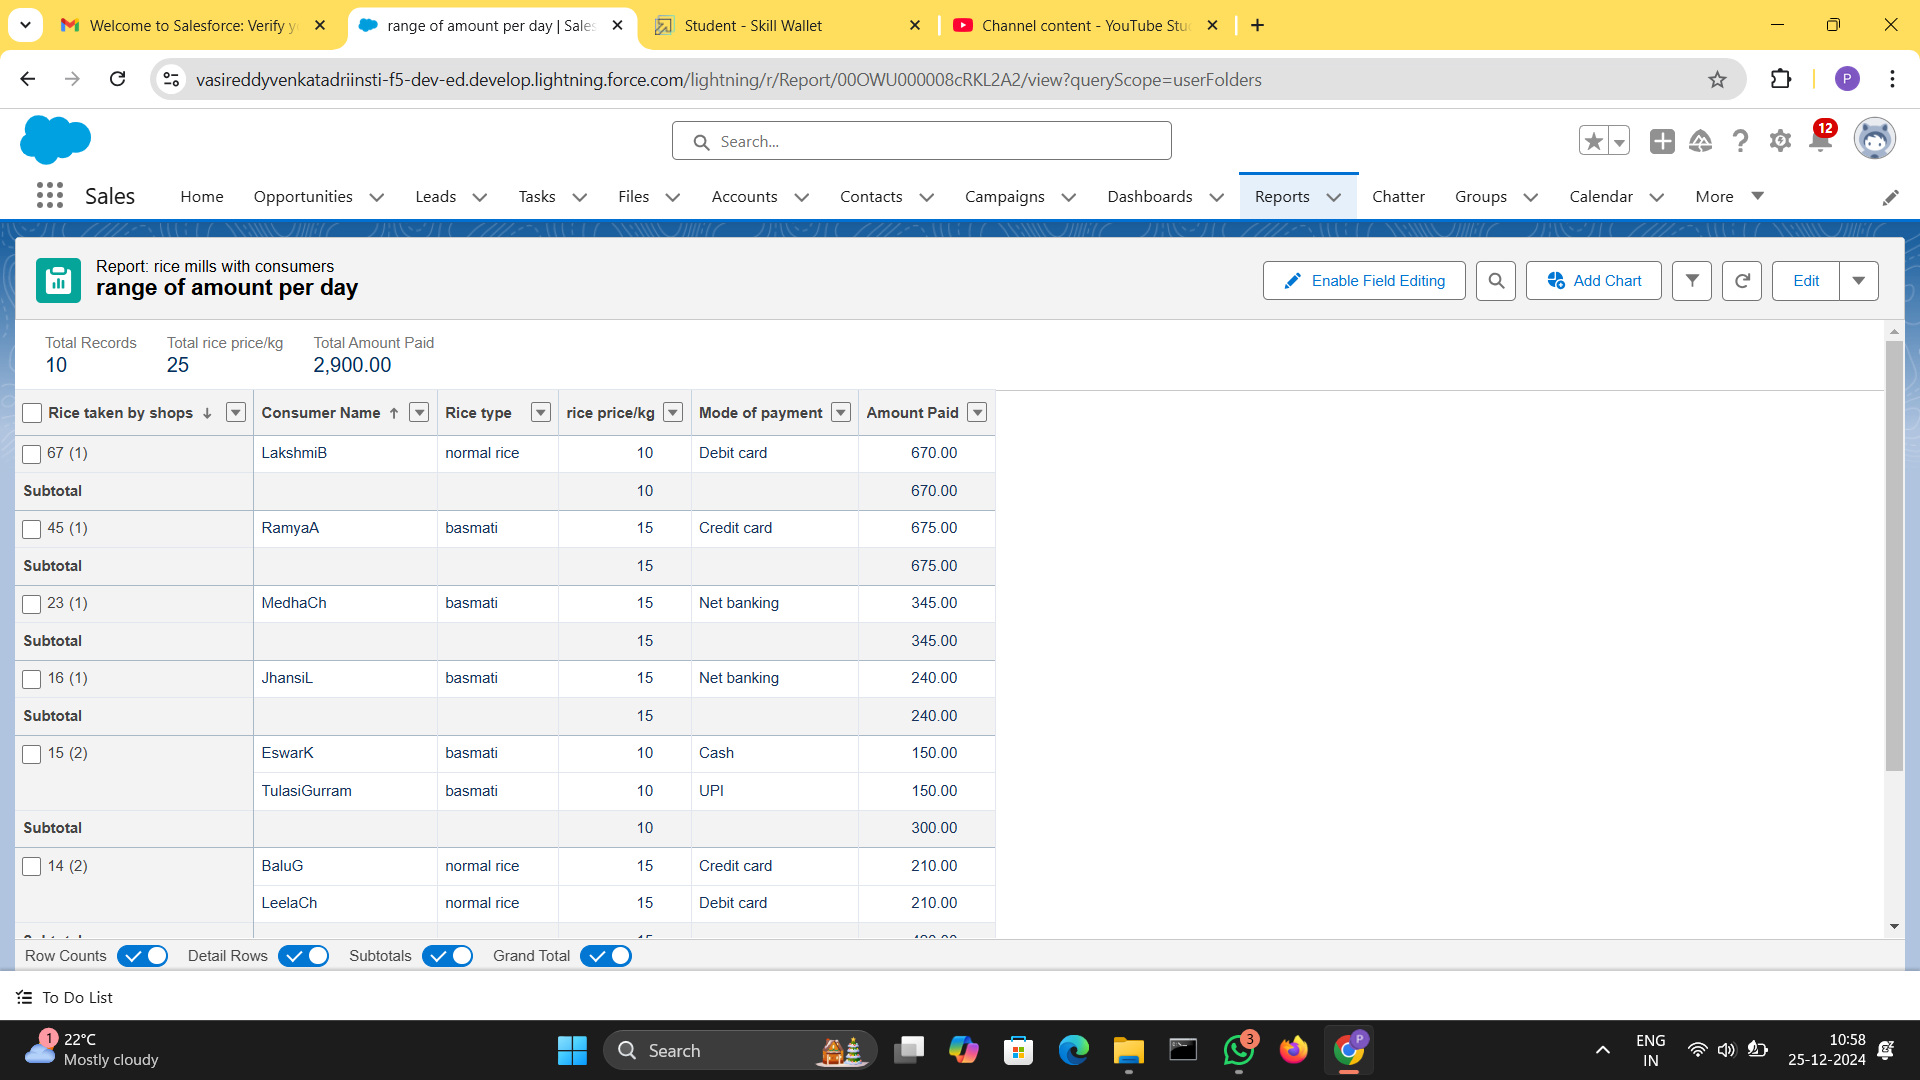 Welcome to Salesforce: Verify y
range of amount per day | Sales
Student - Skill Wallet
Channel content - YouTube Stu
vasireddyvenkatadriinsti-f5-dev-ed.develop.lightning.force.com/lightning/r/Report/00OWU000008cRKL2A2/view?queryScope=userFolders
P
Search...
12
Sales Home Opportunities Leads Tasks Files Accounts Contacts Campaigns Dashboards Reports Chatter Groups Calendar More
Report: rice mills with consumers
range of amount per day
Enable Field Editing Add Chart Edit
Total Records Total rice price/kg Total Amount Paid
10 25 2,900.00
Rice taken by shops Consumer Name Rice type rice price/kg Mode of payment Amount Paid
67 (1) LakshmiB normal rice 10 Debit card 670.00
Subtotal 10 670.00
45 (1) RamyaA basmati 15 Credit card 675.00
Subtotal 15 675.00
23 (1) MedhaCh basmati 15 Net banking 345.00
Subtotal 15 345.00
16 (1) JhansiL basmati 15 Net banking 240.00
Subtotal 15 240.00
15 (2) EswarK basmati 10 Cash 150.00
TulasiGurram basmati 10 UPI 150.00
Subtotal 10 300.00
14 (2) BaluG normal rice 15 Credit card 210.00
LeelaCh normal rice 15 Debit card 210.00
Row Counts Detail Rows Subtotals Grand Total
To Do List
1
22°C
Mostly cloudy
Search
3
P
ENG
IN
10:58
25-12-2024